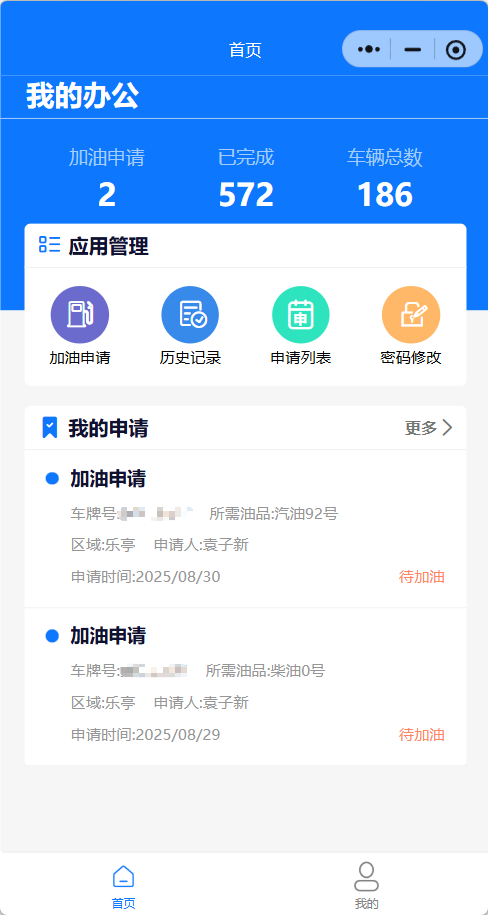 首页
我的办公
加油申请 已完成 车辆总数
2 572 186
应用管理
加油申请 历史记录 申请列表 密码修改
我的申请 更多
加油申请
车牌号: 所需油品:汽油92号
区域:乐亭 申请人:袁子新
申请时间:2025/08/30 待加油
加油申请
车牌号: 所需油品:柴油0号
区域:乐亭 申请人:袁子新
申请时间:2025/08/29 待加油
首页 我的